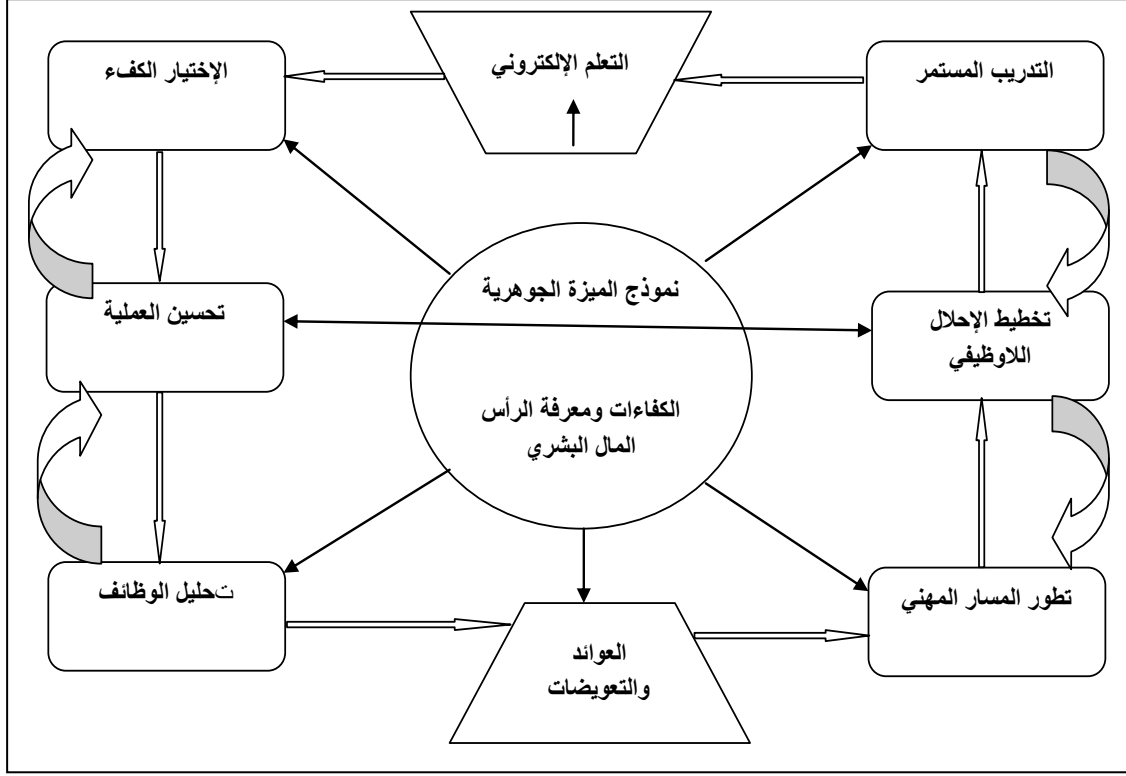 التدريب المستمر
التعلم الإلكتروني
الإختيار الكفء
نموذج الميزة الجوهرية
تخطيط الإحلال
اللاوظيفي
تحسين العملية
الكفاءات ومعرفة الرأس
المال البشري
تطور المسار المهني
تحليل الوظائف
العوائد
والتعويضات